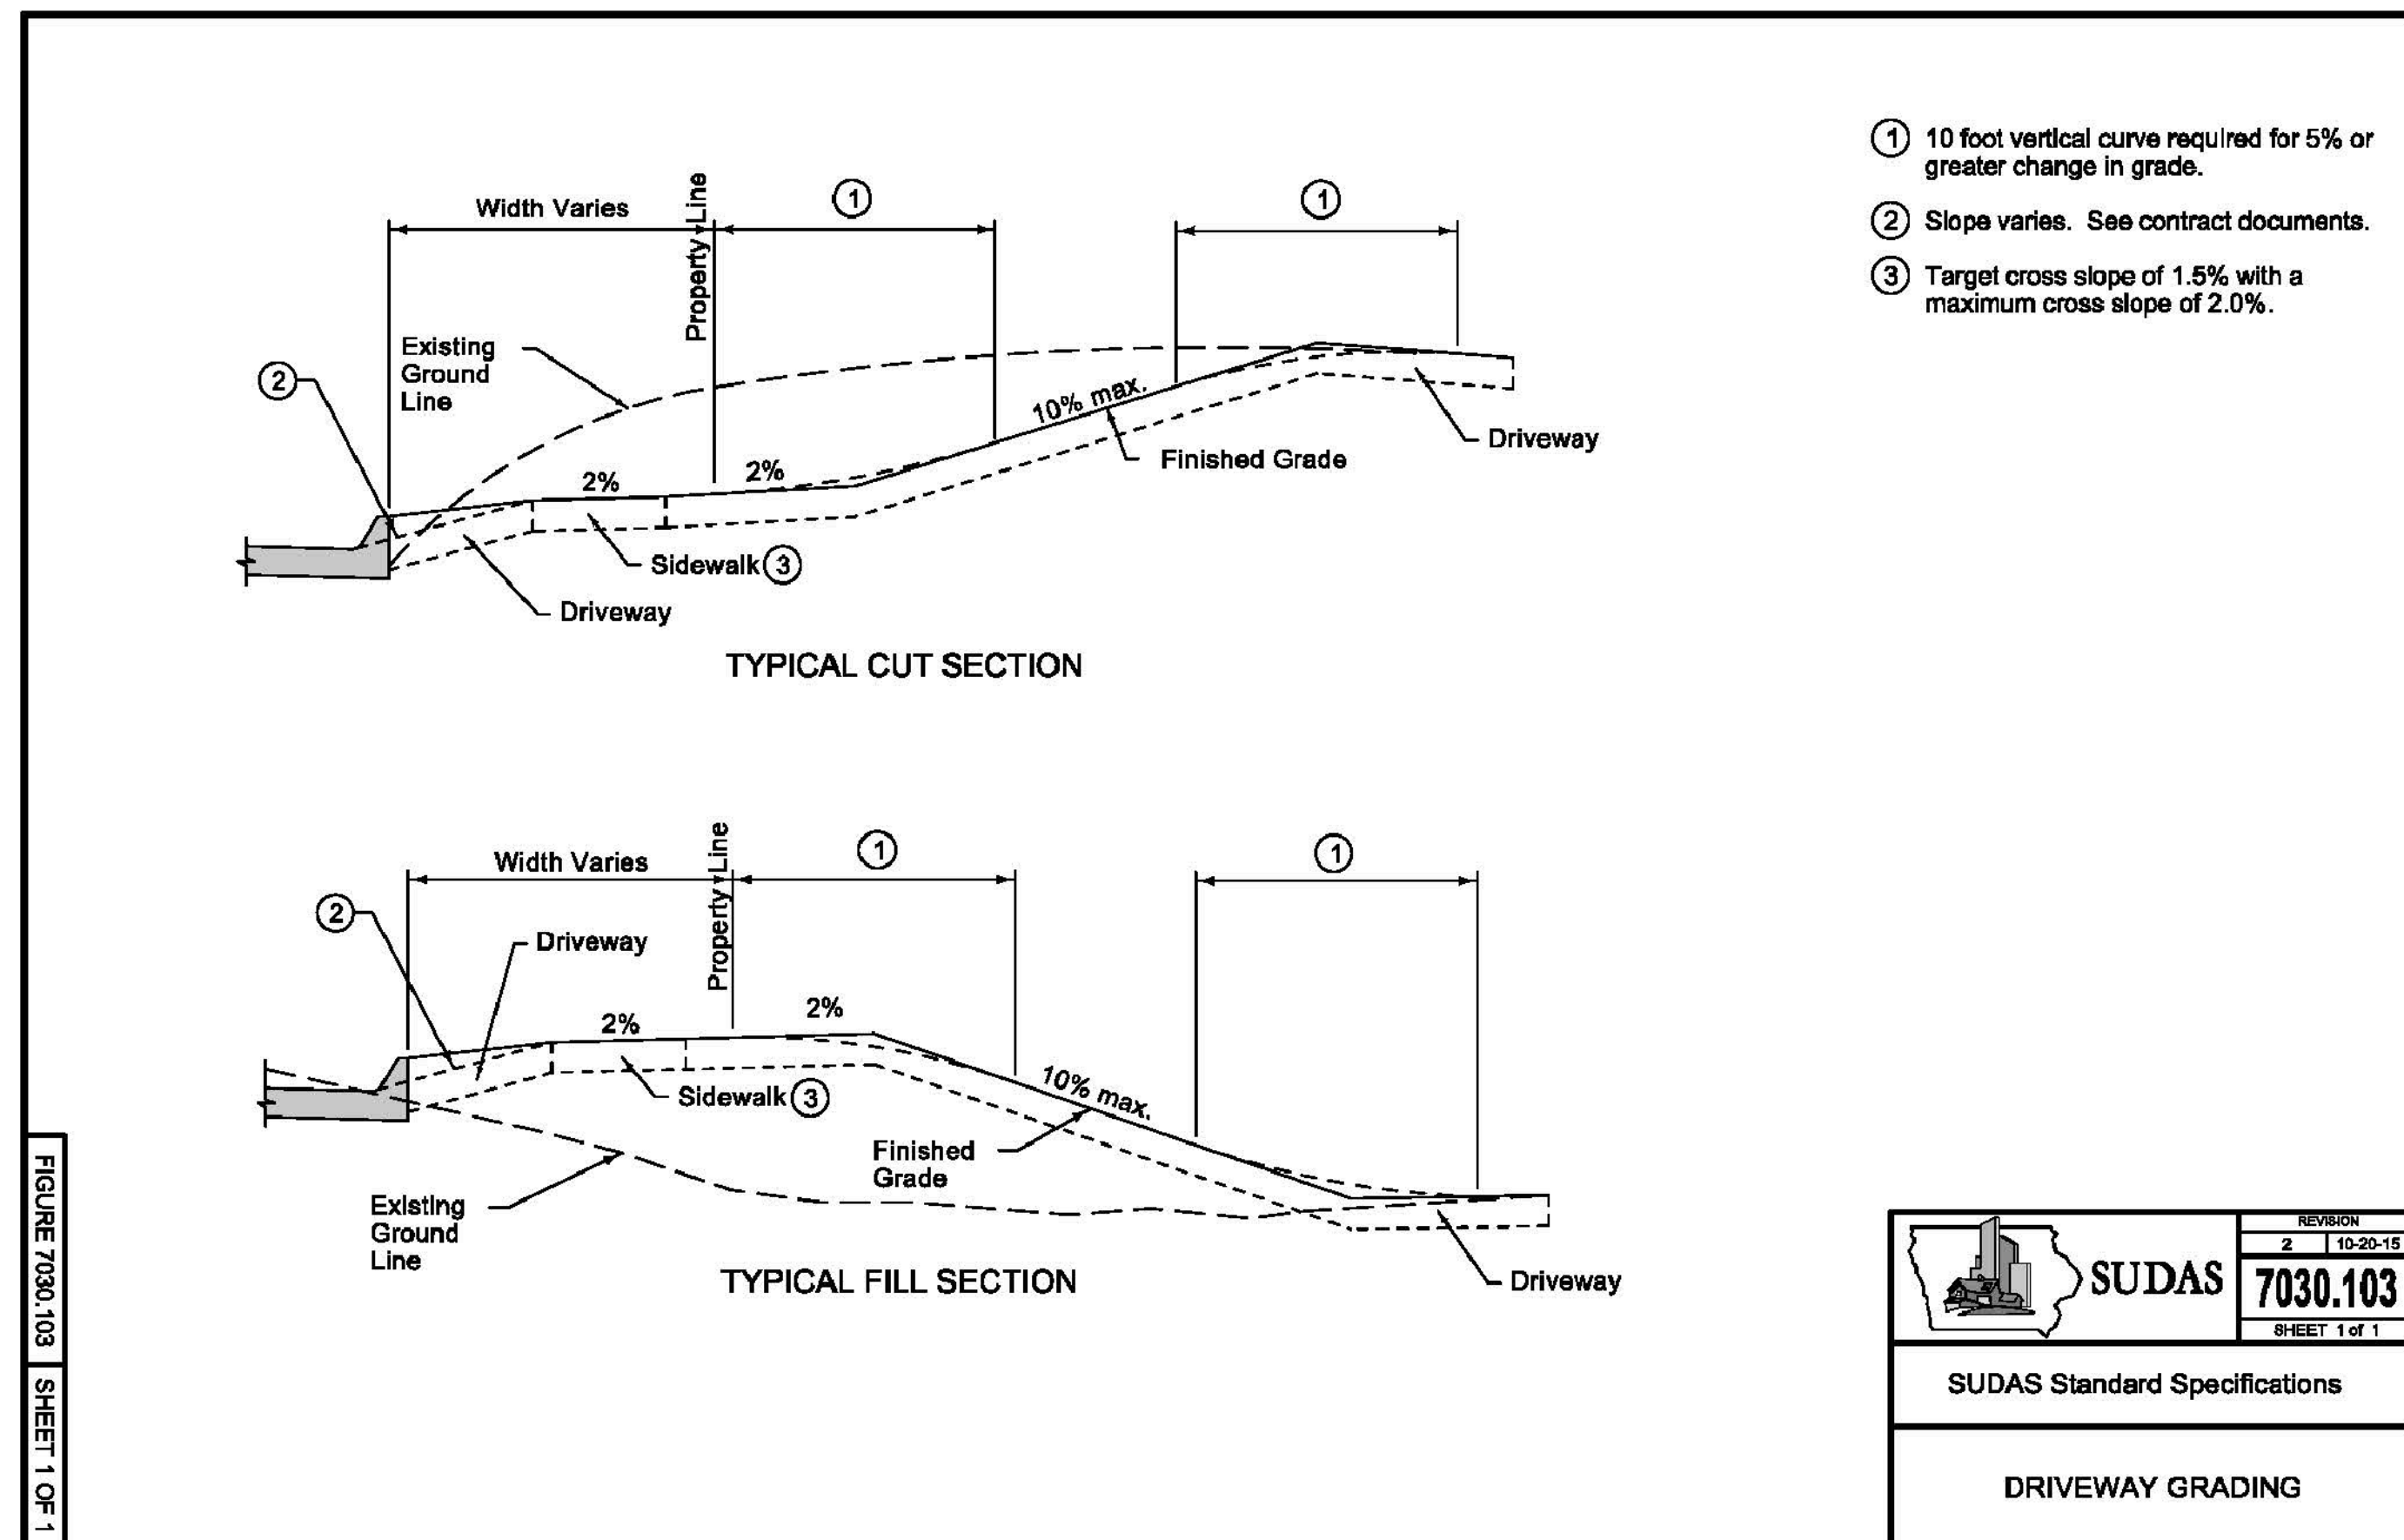 ① 10 foot vertical curve required for 5% or
greater change in grade.
② Slope varies. See contract documents.
③ Target cross slope of 1.5% with a
maximum cross slope of 2.0%.
Width Varies
Property Line
①
①
Existing
Ground
Line
②
10% max.
Driveway
Finished Grade
2%
2%
Sidewalk ③
Driveway
TYPICAL CUT SECTION
Width Varies
Property Line
①
①
②
Driveway
2%
2%
10% max.
Sidewalk ③
Finished
Grade
Existing
Ground
Line
Driveway
TYPICAL FILL SECTION
FIGURE 7030.103
SHEET 1 OF 1
SUDAS
REVISION
2 10-20-15
7030.103
SHEET 1 of 1
SUDAS Standard Specifications
DRIVEWAY GRADING